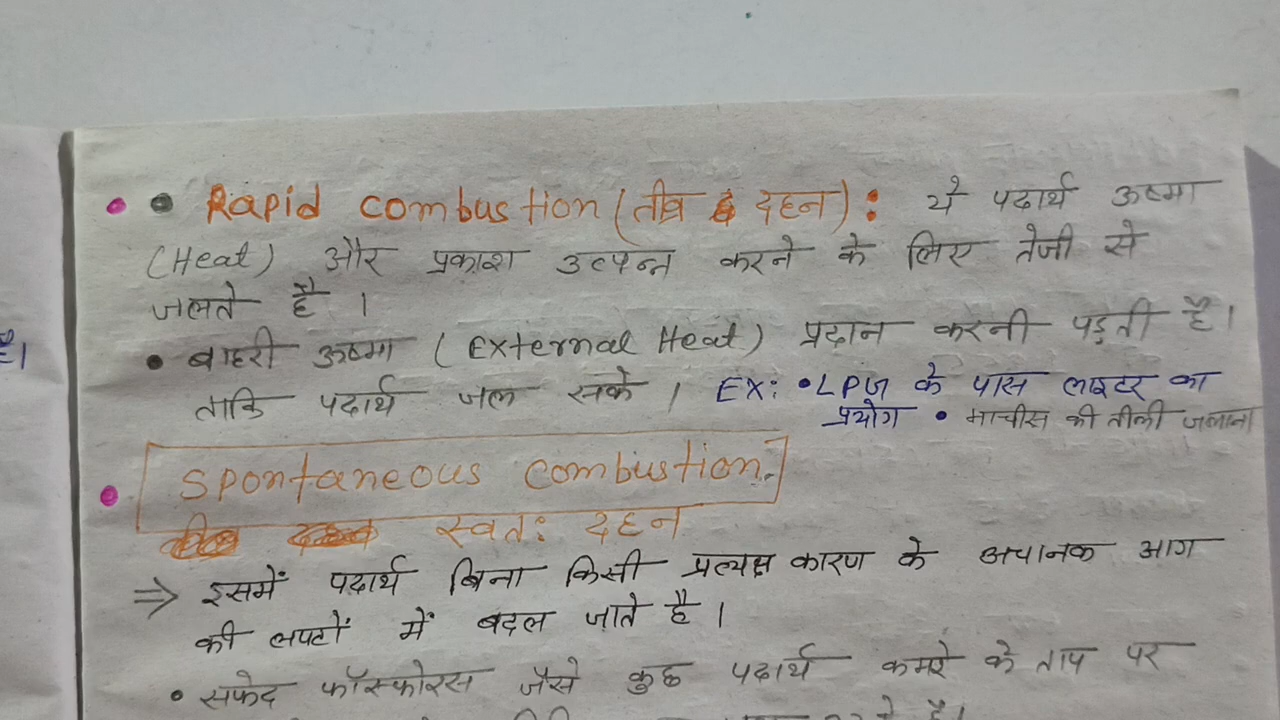 Rapid combustion (तीव्र दहन) : ये पदार्थ ऊष्मा
(Heat) और प्रकाश उत्पन्न करने के लिए तेजी से
जलते है ।
• बाहरी ऊष्मा ( External Heat ) प्रदान करनी पड़ती है।
ताकि पदार्थ जल सके । EX: • LPG के पास लाइटर का
प्रयोग • माचीस की तीली जलाना
है।
Spontaneous Combustion
स्वतः दहन
⇒ इसमें पदार्थ बिना किसी प्रत्यक्ष कारण के अचानक आग
की लपटों में बदल जाते है ।
• सफेद फॉस्फोरस जैसे कुछ पदार्थ कमरे के ताप पर
है।